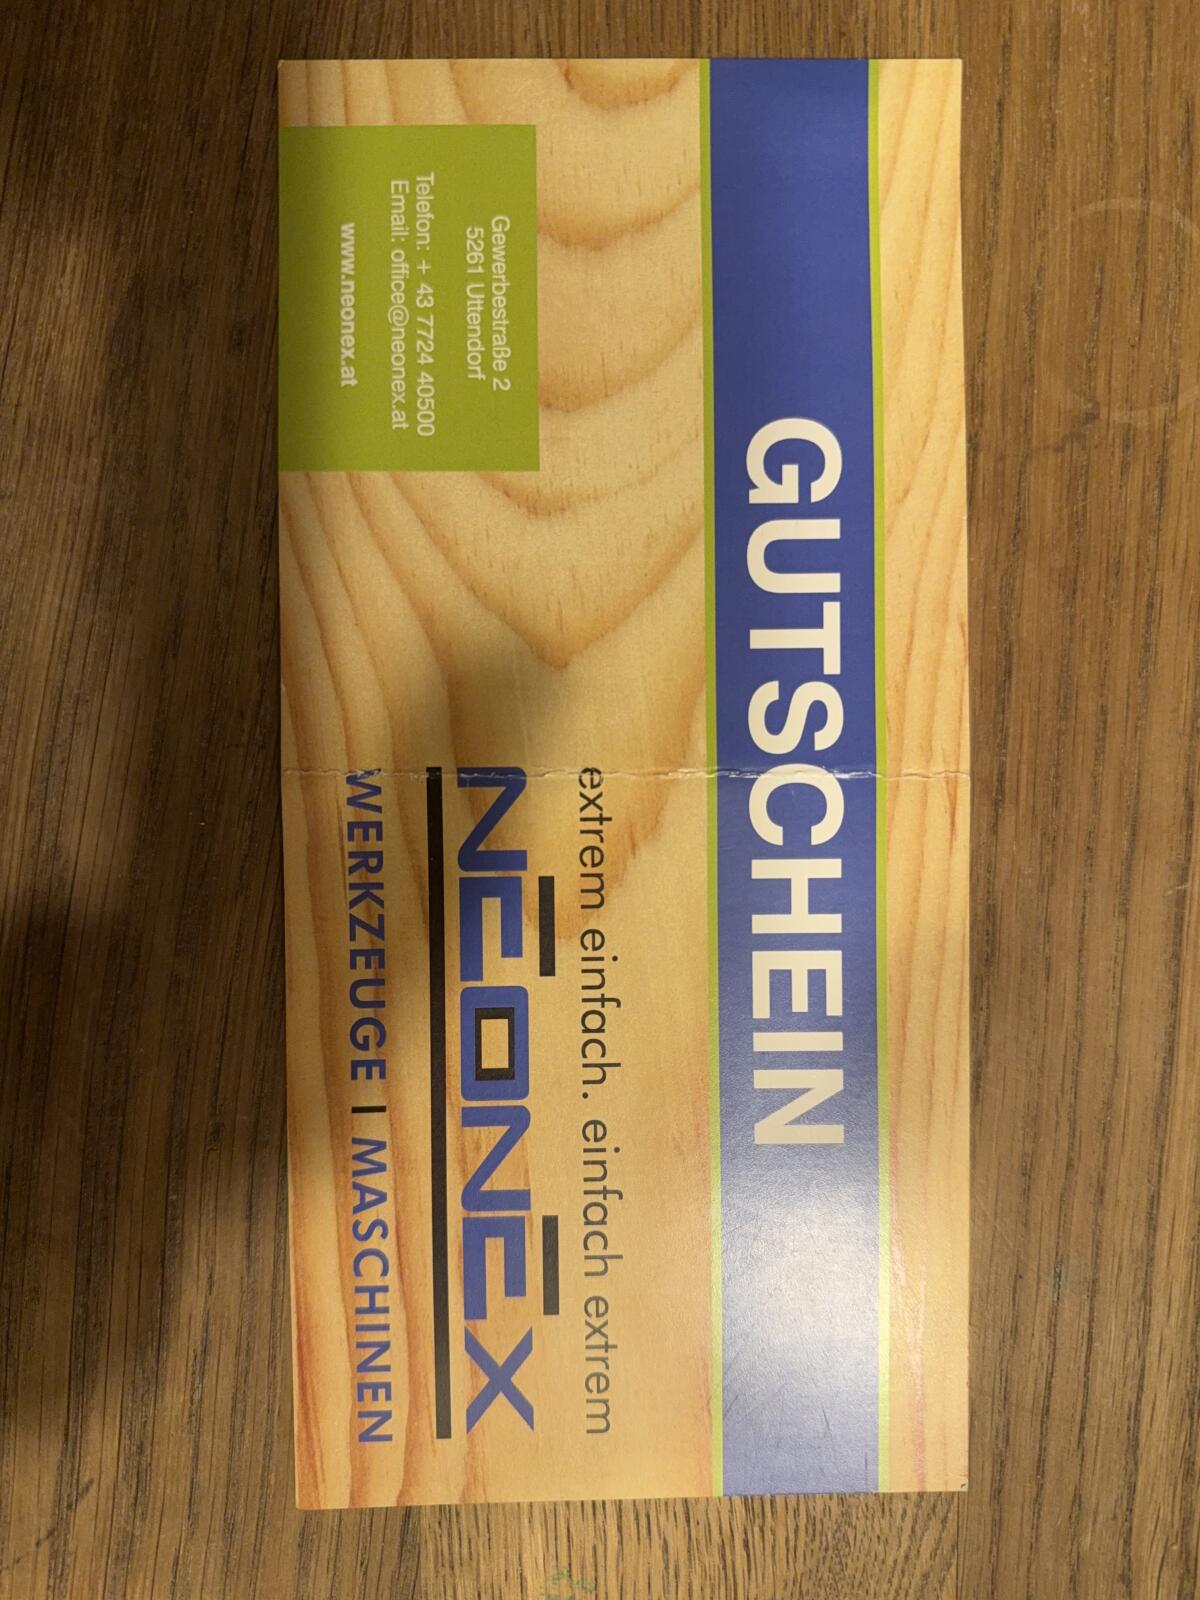 GUTSCHEIN
extrem einfach. einfach extrem
NEONEX
WERKZEUGE I MASCHINEN
Gewerbestraße 2
5261 Uttendorf
Telefon: + 43 7724 40500
Email: office@neonex.at
www.neonex.at